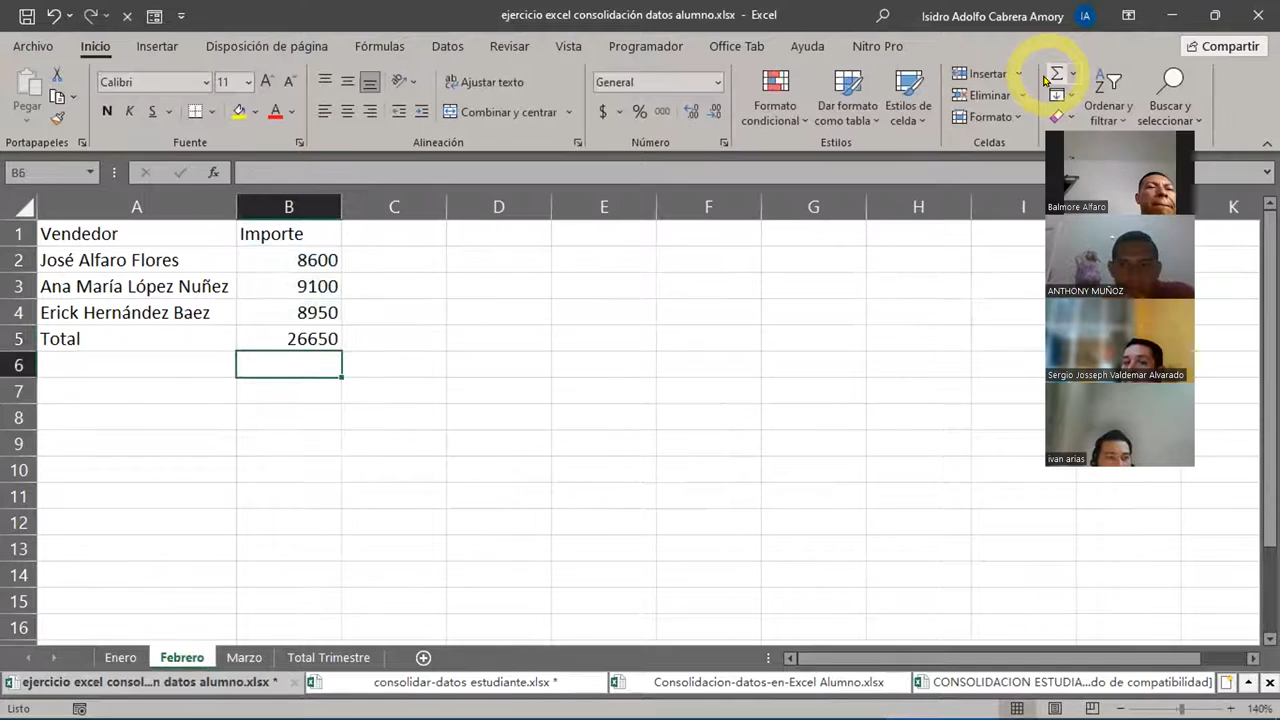 ejercicio excel consolidación datos alumno.xlsx - Excel
Isidro Adolfo Cabrera Amory
IA
Archivo
Inicio
Insertar
Disposición de página
Fórmulas
Datos
Revisar
Vista
Programador
Office Tab
Ayuda
Nitro Pro
Compartir
Pegar
Portapapeles
Calibri
11
N
K
S
Fuente
Ajustar texto
Combinar y centrar
Alineación
General
$
%
000
Número
Formato condicional
Dar formato como tabla
Estilos de celda
Estilos
Insertar
Eliminar
Formato
Celdas
Ordenar y filtrar
Buscar y seleccionar
B6
fx
A B C D E F G H I K
1 Vendedor Importe
2 José Alfaro Flores 8600
3 Ana María López Nuñez 9100
4 Erick Hernández Baez 8950
5 Total 26650
6
7
8
9
10
11
12
13
14
15
16
Balmore Alfaro
ANTHONY MUÑOZ
Sergio Josseph Valdemar Alvarado
ivan arias
Enero
Febrero
Marzo
Total Trimestre
ejercicio excel consol...n datos alumno.xlsx *
consolidar-datos estudiante.xlsx *
Consolidacion-datos-en-Excel Alumno.xlsx
CONSOLIDACION ESTUDIA...do de compatibilidad]
Listo
140%